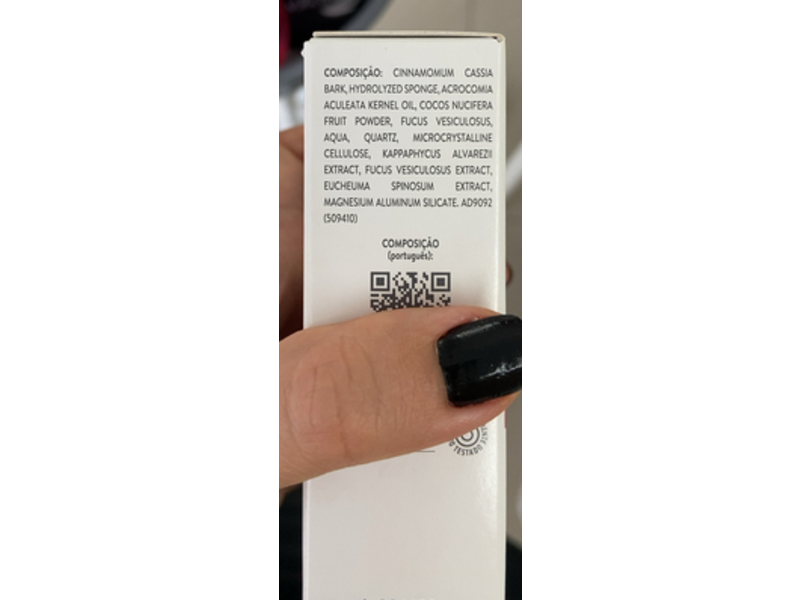 COMPOSIÇÃO: CINNAMOMUM CASSIA
BARK, HYDROLYZED SPONGE, ACROCOMIA
ACULEATA KERNEL OIL, COCOS NUCIFERA
FRUIT POWDER, FUCUS VESICULOSUS,
AQUA, QUARTZ, MICROCRYSTALLINE
CELLULOSE, KAPPAPHYCUS ALVAREZII
EXTRACT, FUCUS VESICULOSUS EXTRACT,
EUCHEUMA SPINOSUM EXTRACT,
MAGNESIUM ALUMINUM SILICATE. AD9092
(509410)
COMPOSIÇÃO
(português):
TESTADO